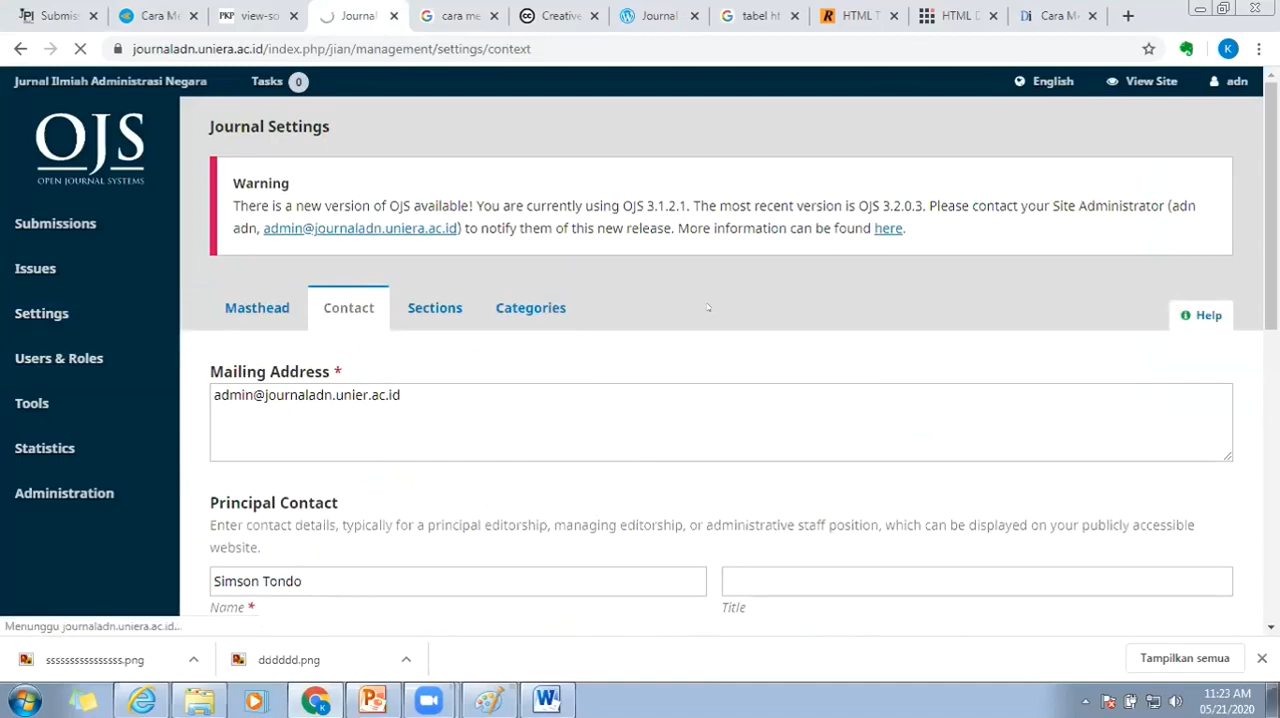 Submiss
Cara Me
view-so
Journal
cara me
Creative
Journal
tabel ht
HTML T
HTML D
Cara M
journaladn.uniera.ac.id/index.php/jian/management/settings/context
K
Jurnal Ilmiah Administrasi Negara
Tasks 0
English
View Site
adn
OJS
OPEN JOURNAL SYSTEMS
Submissions
Issues
Settings
Users & Roles
Tools
Statistics
Administration
Journal Settings
Warning
There is a new version of OJS available! You are currently using OJS 3.1.2.1. The most recent version is OJS 3.2.0.3. Please contact your Site Administrator (adn
adn, admin@journaladn.uniera.ac.id) to notify them of this new release. More information can be found here.
Masthead
Contact
Sections
Categories
Help
Mailing Address *
admin@journaladn.unier.ac.id
Principal Contact
Enter contact details, typically for a principal editorship, managing editorship, or administrative staff position, which can be displayed on your publicly accessible
website.
Simson Tondo
Name *
Title
Menunggu journaladn.uniera.ac.id...
sssssssssssssss.png
dddddd.png
Tampilkan semua
11:23 AM
05/21/2020